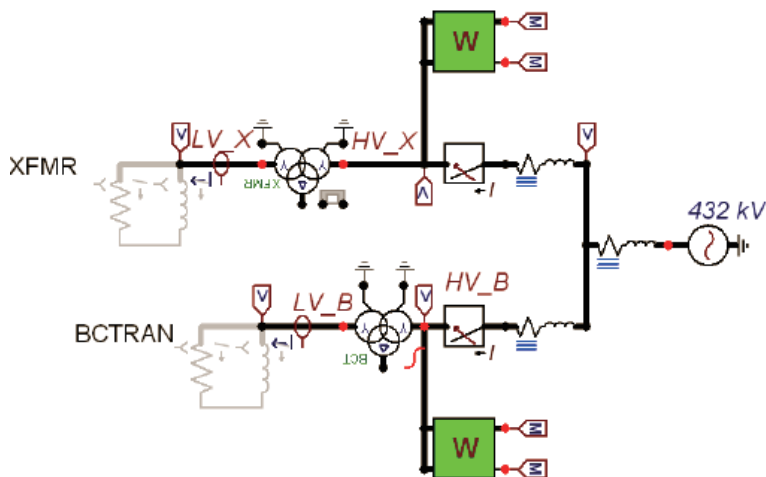 W
M
M
V
LV_X
HV_X
V
XFMR
I
XFMR
V
I
432 kV
V
LV_B
V
HV_B
BCTRAN
I
BCT
I
W
M
M